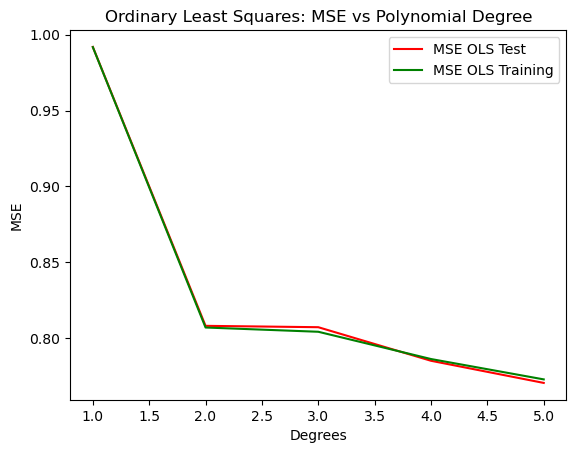 Ordinary Least Squares: MSE vs Polynomial Degree
MSE OLS Test
MSE OLS Training
1.00
0.95
0.90
0.85
0.80
MSE
1.0 1.5 2.0 2.5 3.0 3.5 4.0 4.5 5.0
Degrees